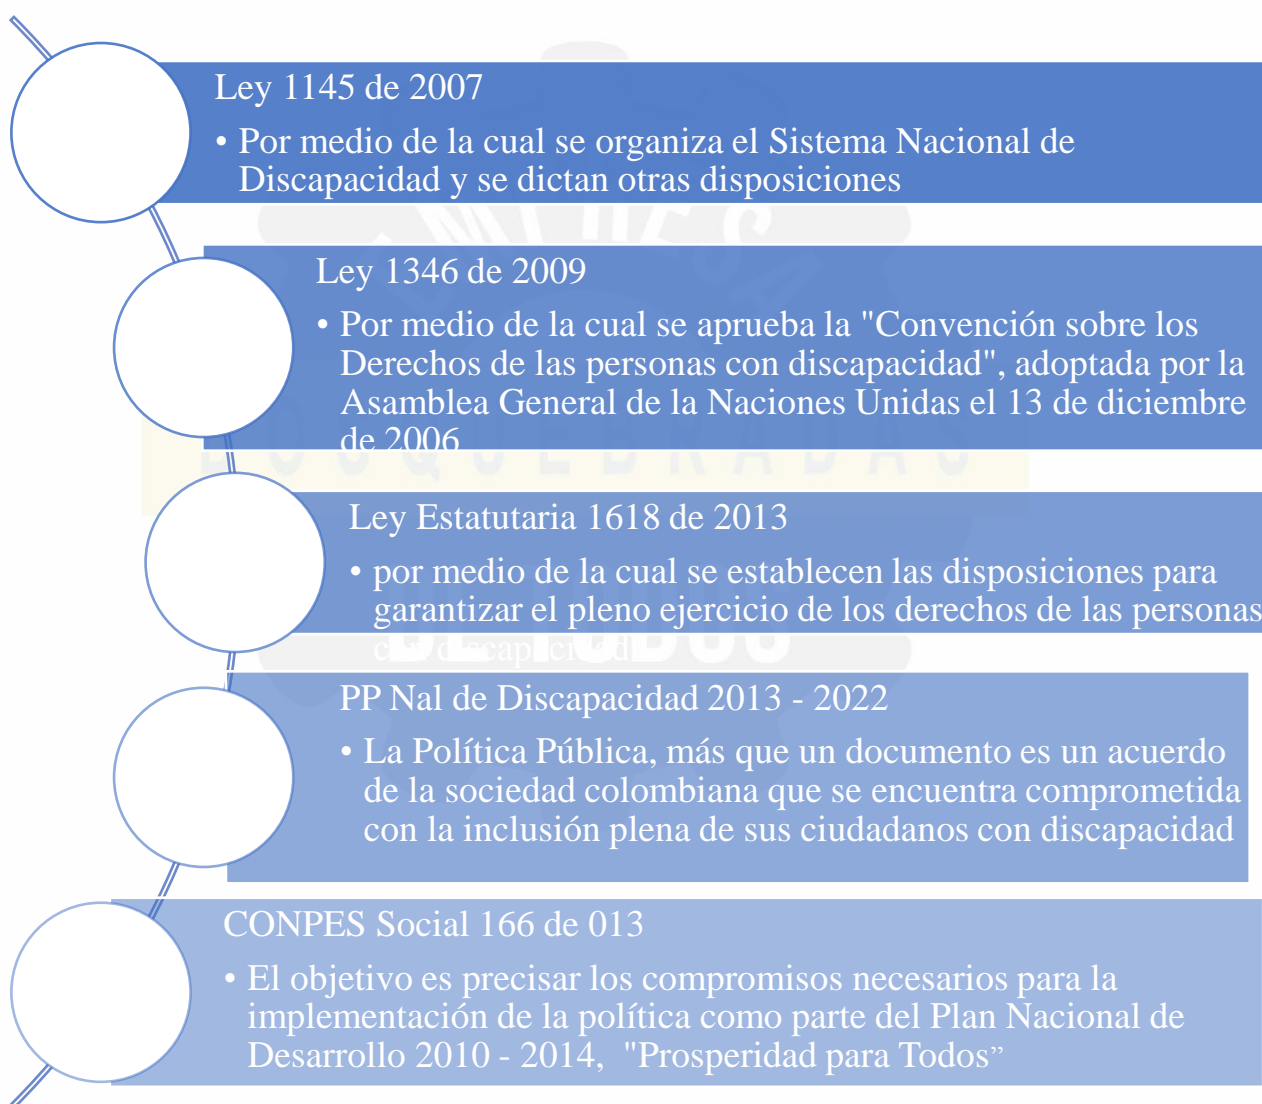 Ley 1145 de 2007
• Por medio de la cual se organiza el Sistema Nacional de
Discapacidad y se dictan otras disposiciones
Ley 1346 de 2009
• Por medio de la cual se aprueba la "Convención sobre los
Derechos de las personas con discapacidad", adoptada por la
Asamblea General de la Naciones Unidas el 13 de diciembre
de 2006
Ley Estatutaria 1618 de 2013
• por medio de la cual se establecen las disposiciones para
garantizar el pleno ejercicio de los derechos de las personas
con discapacidad
PP Nal de Discapacidad 2013 - 2022
• La Política Pública, más que un documento es un acuerdo
de la sociedad colombiana que se encuentra comprometida
con la inclusión plena de sus ciudadanos con discapacidad
CONPES Social 166 de 013
• El objetivo es precisar los compromisos necesarios para la
implementación de la política como parte del Plan Nacional de
Desarrollo 2010 - 2014, "Prosperidad para Todos”
EMPRESA
DOSQUEBRADAS
DE TODOS